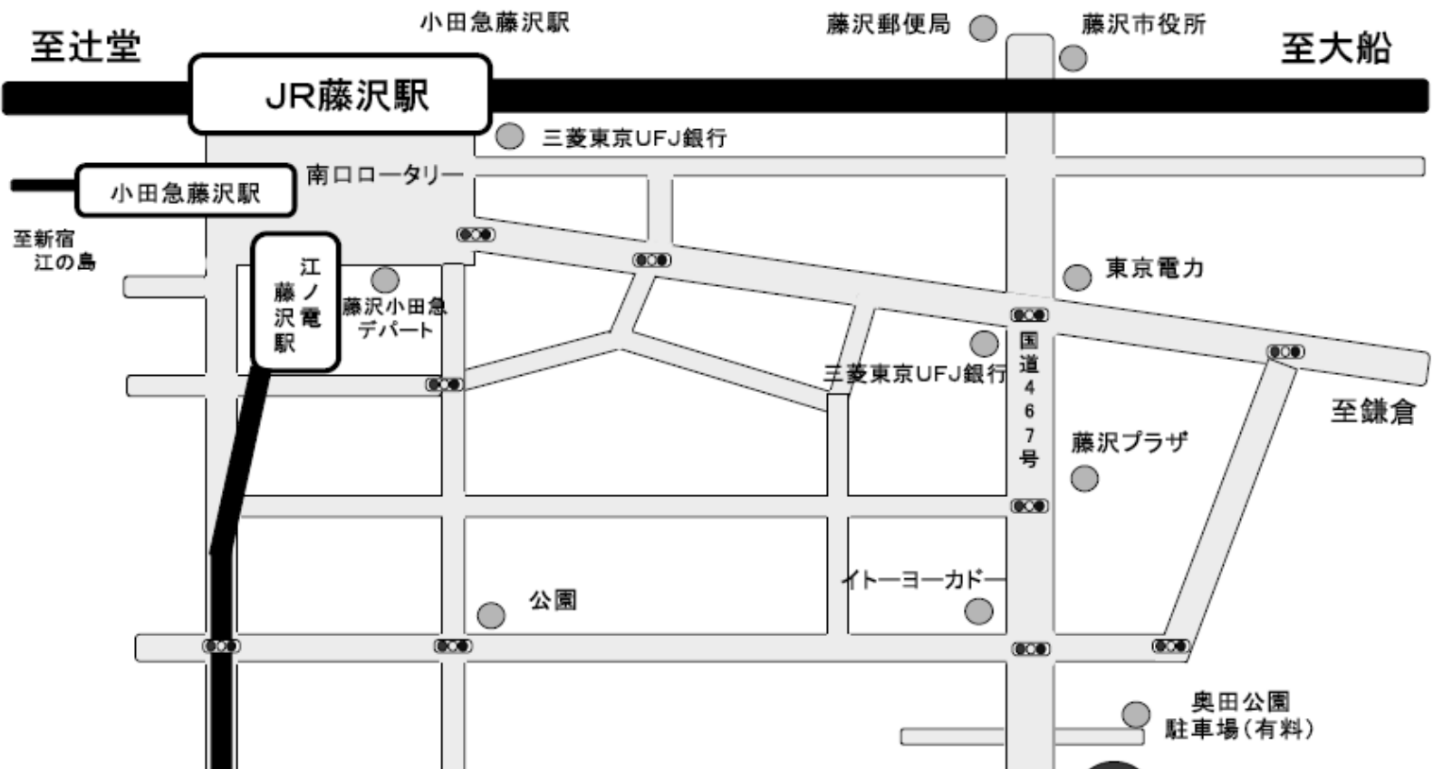 小田急藤沢駅
藤沢郵便局
藤沢市役所
至辻堂
至大船
JR藤沢駅
三菱東京UFJ銀行
南口ロータリー
小田急藤沢駅
至新宿
江の島
江ノ電
藤沢駅
藤沢小田急
デパート
東京電力
三菱東京UFJ銀行
国道467号
至鎌倉
藤沢プラザ
イトーヨーカドー
公園
奥田公園
駐車場(有料)